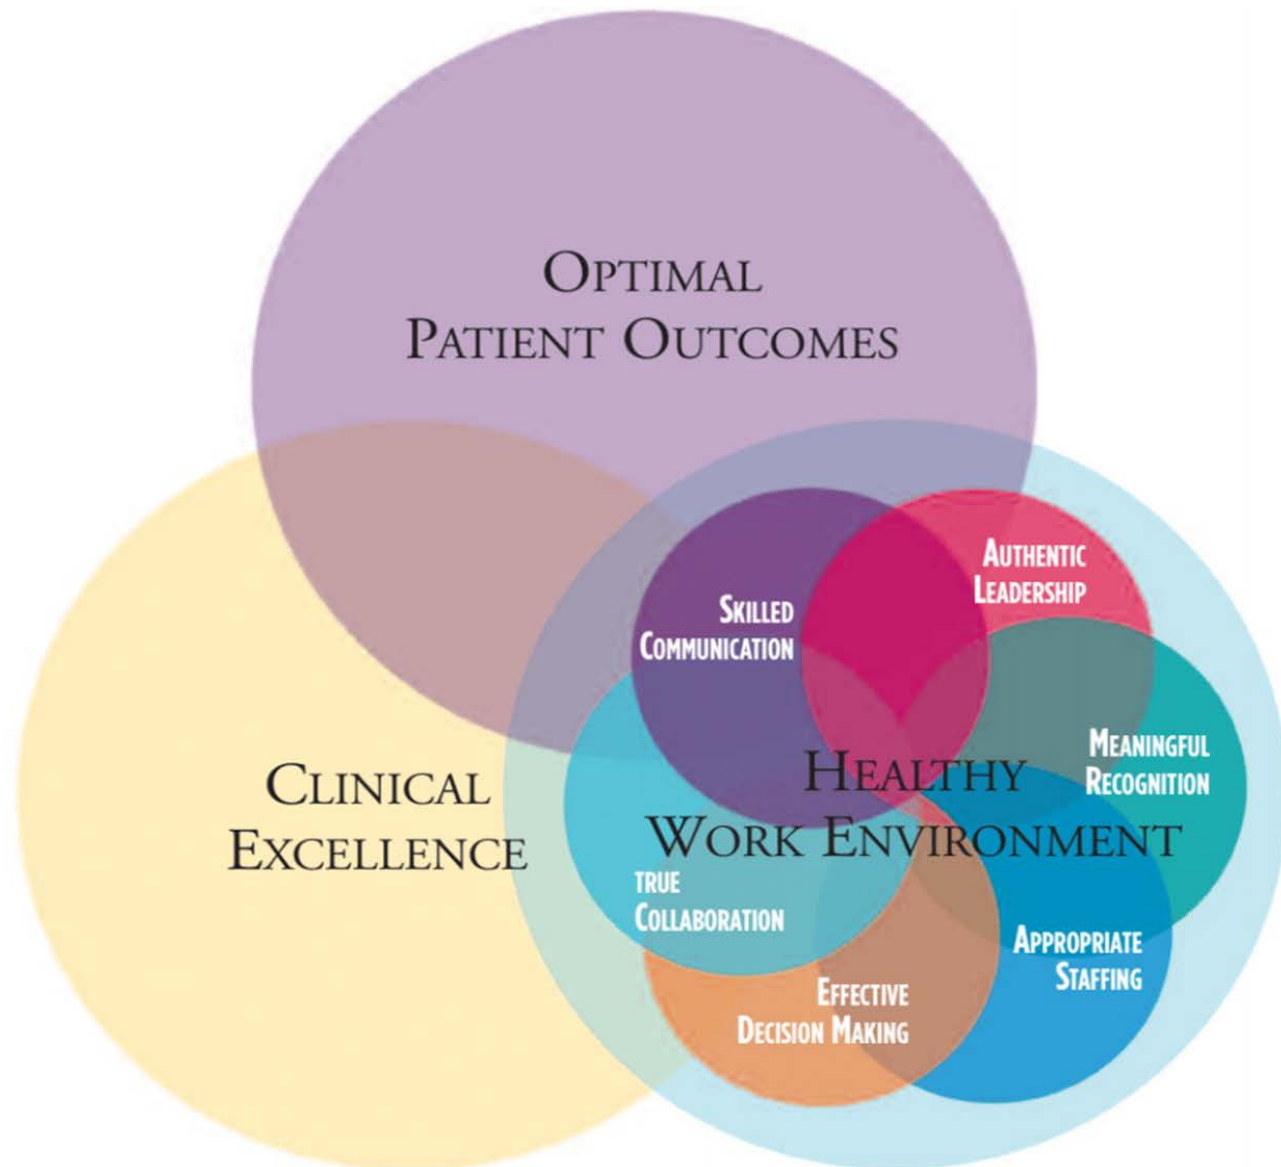 OPTIMAL
PATIENT OUTCOMES
AUTHENTIC
LEADERSHIP
SKILLED
COMMUNICATION
MEANINGFUL
RECOGNITION
HEALTHY
WORK ENVIRONMENT
CLINICAL
EXCELLENCE
TRUE
COLLABORATION
APPROPRIATE
STAFFING
EFFECTIVE
DECISION MAKING